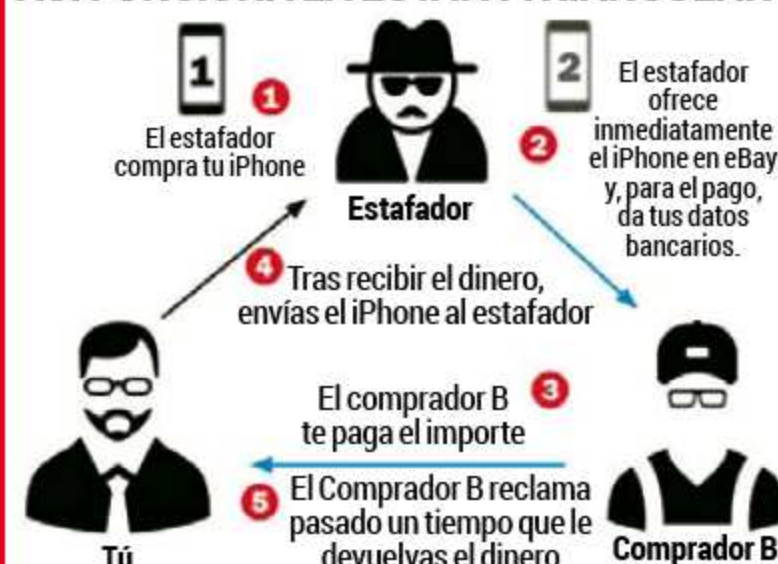 1
1
El estafador
compra tu iPhone
Estafador
2
2
El estafador
ofrece
inmediatamente
el iPhone en eBay
y, para el pago,
da tus datos
bancarios.
4 Tras recibir el dinero,
envías el iPhone al estafador
El comprador B 3
te paga el importe
5 El Comprador B reclama
pasado un tiempo que le
devuelvas el dinero
Tú
Comprador B